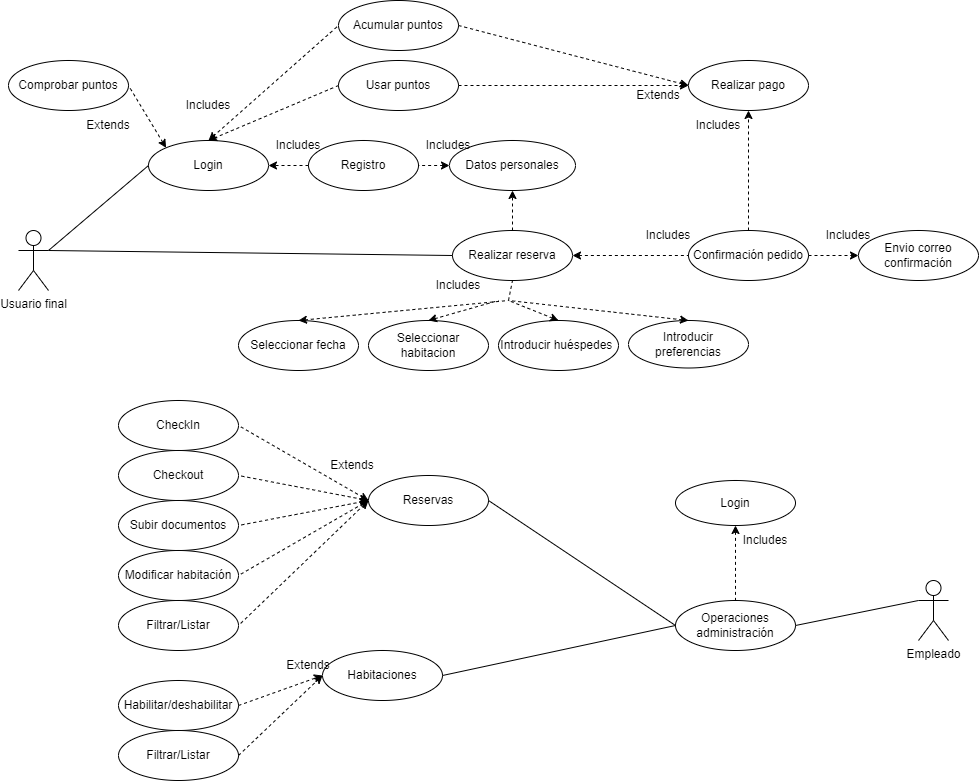 Acumular puntos
Comprobar puntos
Usar puntos
Realizar pago
Includes
Extends
Extends
Includes
Login
Includes
Registro
Includes
Datos personales
Usuario final
Realizar reserva
Includes
Includes
Confirmación pedido
Includes
Envio correo
confirmación
Seleccionar fecha
Seleccionar
habitacion
Introducir huéspedes
Introducir
preferencias
CheckIn
Checkout
Subir documentos
Modificar habitación
Filtrar/Listar
Extends
Reservas
Login
Includes
Operaciones
administración
Empleado
Extends
Habitaciones
Habilitar/deshabilitar
Filtrar/Listar